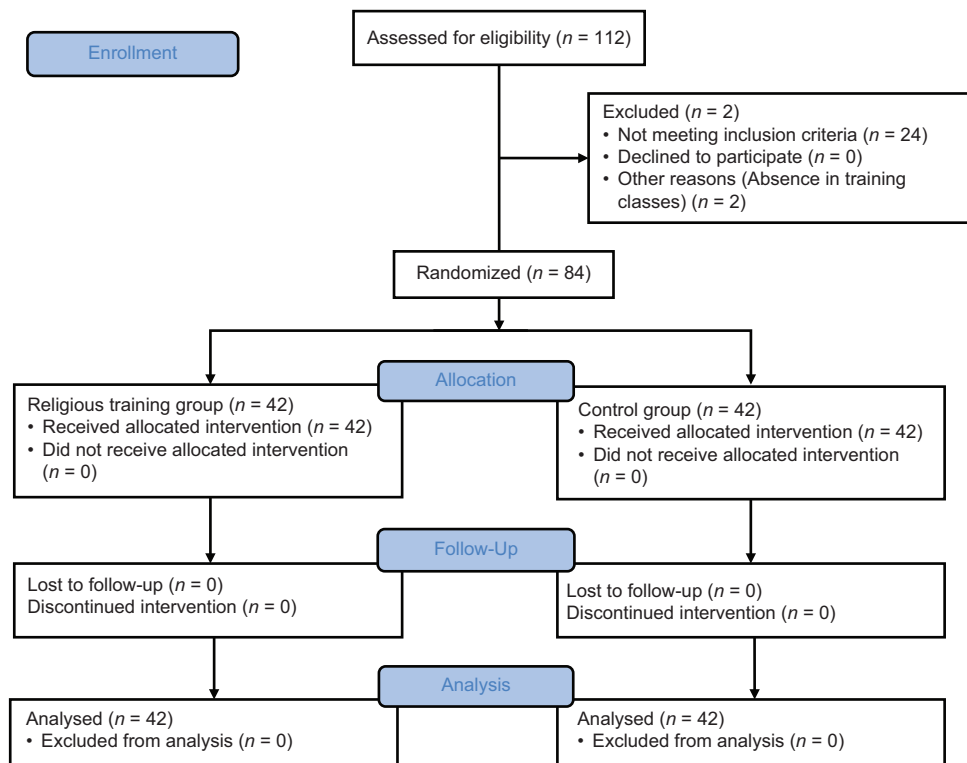 Enrollment
Assessed for eligibility (n = 112)
Excluded (n = 2)
• Not meeting inclusion criteria (n = 24)
• Declined to participate (n = 0)
• Other reasons (Absence in training
classes) (n = 2)
Randomized (n = 84)
Allocation
Religious training group (n = 42)
• Received allocated intervention (n = 42)
• Did not receive allocated intervention
(n = 0)
Control group (n = 42)
• Received allocated intervention (n = 42)
• Did not receive allocated intervention
(n = 0)
Follow-Up
Lost to follow-up (n = 0)
Discontinued intervention (n = 0)
Lost to follow-up (n = 0)
Discontinued intervention (n = 0)
Analysis
Analysed (n = 42)
• Excluded from analysis (n = 0)
Analysed (n = 42)
• Excluded from analysis (n = 0)